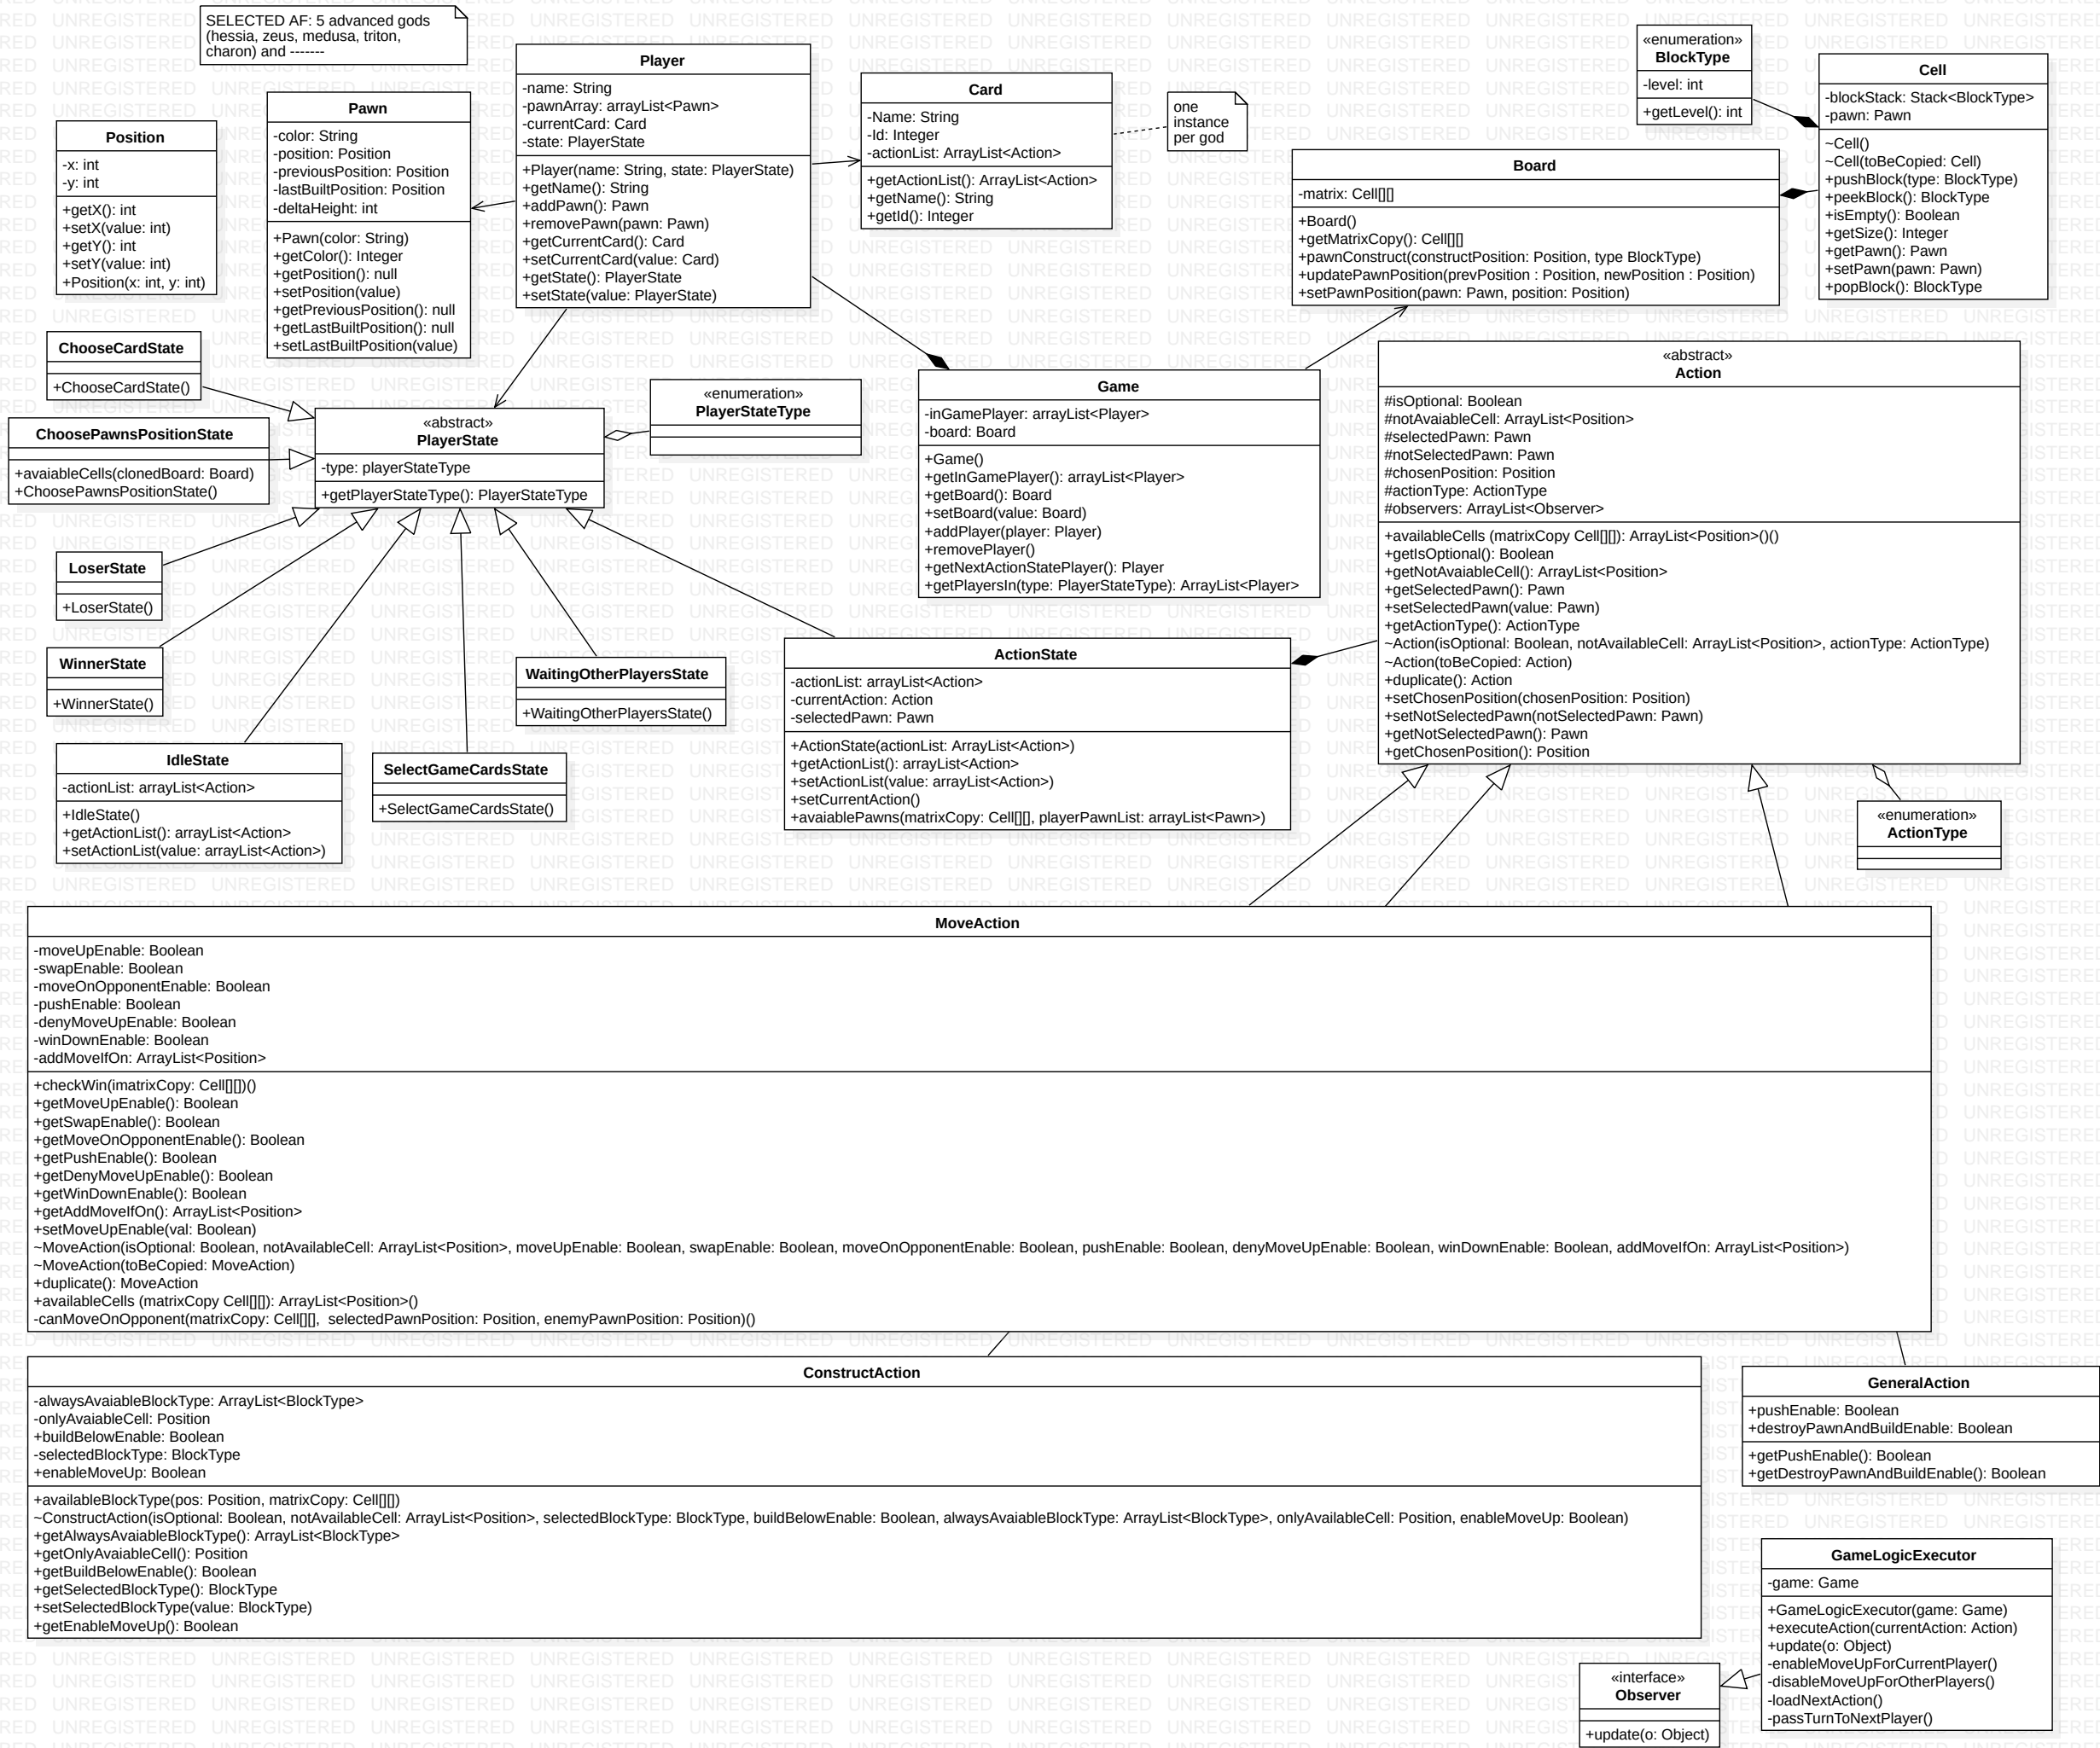 SELECTED AF: 5 advanced gods
(hessia, zeus, medusa, triton,
charon) and -------
Position
-x: int
-y: int
+getX(): int
+setX(value: int)
+getY(): int
+setY(value: int)
+Position(x: int, y: int)
Pawn
-color: String
-position: Position
-previousPosition: Position
-lastBuiltPosition: Position
-deltaHeight: int
+Pawn(color: String)
+getColor(): Integer
+getPosition(): null
+setPosition(value)
+getPreviousPosition(): null
+getLastBuiltPosition(): null
+setLastBuiltPosition(value)
Player
-name: String
-pawnArray: arrayList<Pawn>
-currentCard: Card
-state: PlayerState
+Player(name: String, state: PlayerState)
+getName(): String
+addPawn(): Pawn
+removePawn(pawn: Pawn)
+getCurrentCard(): Card
+setCurrentCard(value: Card)
+getState(): PlayerState
+setState(value: PlayerState)
Card
-Name: String
-Id: Integer
-actionList: ArrayList<Action>
+getActionList(): ArrayList<Action>
+getName(): String
+getId(): Integer
one
instance
per god
«enumeration»
BlockType
-level: int
+getLevel(): int
Cell
-blockStack: Stack<BlockType>
-pawn: Pawn
~Cell()
~Cell(toBeCopied: Cell)
+pushBlock(type: BlockType)
+peekBlock(): BlockType
+isEmpty(): Boolean
+getSize(): Integer
+getPawn(): Pawn
+setPawn(pawn: Pawn)
+popBlock(): BlockType
Board
-matrix: Cell[][]
+Board()
+getMatrixCopy(): Cell[][]
+pawnConstruct(constructPosition: Position, type BlockType)
+updatePawnPosition(prevPosition : Position, newPosition : Position)
+setPawnPosition(pawn: Pawn, position: Position)
ChooseCardState
+ChooseCardState()
ChoosePawnsPositionState
+avaiableCells(clonedBoard: Board)
+ChoosePawnsPositionState()
«abstract»
PlayerState
-type: playerStateType
+getPlayerStateType(): PlayerStateType
«enumeration»
PlayerStateType
Game
-inGamePlayer: arrayList<Player>
-board: Board
+Game()
+getInGamePlayer(): arrayList<Player>
+getBoard(): Board
+setBoard(value: Board)
+addPlayer(player: Player)
+removePlayer()
+getNextActionStatePlayer(): Player
+getPlayersIn(type: PlayerStateType): ArrayList<Player>
«abstract»
Action
#isOptional: Boolean
#notAvaiableCell: ArrayList<Position>
#selectedPawn: Pawn
#notSelectedPawn: Pawn
#chosenPosition: Position
#actionType: ActionType
#observers: ArrayList<Observer>
+availableCells (matrixCopy Cell[][]): ArrayList<Position>()()
+getIsOptional(): Boolean
+getNotAvaiableCell(): ArrayList<Position>
+getSelectedPawn(): Pawn
+setSelectedPawn(value: Pawn)
+getActionType(): ActionType
~Action(isOptional: Boolean, notAvailableCell: ArrayList<Position>, actionType: ActionType)
~Action(toBeCopied: Action)
+duplicate(): Action
+setChosenPosition(chosenPosition: Position)
+setNotSelectedPawn(notSelectedPawn: Pawn)
+getNotSelectedPawn(): Pawn
+getChosenPosition(): Position
LoserState
+LoserState()
WinnerState
+WinnerState()
IdleState
-actionList: arrayList<Action>
+IdleState()
+getActionList(): arrayList<Action>
+setActionList(value: arrayList<Action>)
SelectGameCardsState
+SelectGameCardsState()
WaitingOtherPlayersState
+WaitingOtherPlayersState()
ActionState
-actionList: arrayList<Action>
-currentAction: Action
-selectedPawn: Pawn
+ActionState(actionList: ArrayList<Action>)
+getActionList(): arrayList<Action>
+setActionList(value: arrayList<Action>)
+setCurrentAction()
+avaiablePawns(matrixCopy: Cell[][], playerPawnList: arrayList<Pawn>)
«enumeration»
ActionType
MoveAction
-moveUpEnable: Boolean
-swapEnable: Boolean
-moveOnOpponentEnable: Boolean
-pushEnable: Boolean
-denyMoveUpEnable: Boolean
-winDownEnable: Boolean
-addMoveIfOn: ArrayList<Position>
+checkWin(imatrixCopy: Cell[][])()
+getMoveUpEnable(): Boolean
+getSwapEnable(): Boolean
+getMoveOnOpponentEnable(): Boolean
+getPushEnable(): Boolean
+getDenyMoveUpEnable(): Boolean
+getWinDownEnable(): Boolean
+getAddMoveIfOn(): ArrayList<Position>
+setMoveUpEnable(val: Boolean)
~MoveAction(isOptional: Boolean, notAvailableCell: ArrayList<Position>, moveUpEnable: Boolean, swapEnable: Boolean, moveOnOpponentEnable: Boolean, pushEnable: Boolean, denyMoveUpEnable: Boolean, winDownEnable: Boolean, addMoveIfOn: ArrayList<Position>)
~MoveAction(toBeCopied: MoveAction)
+duplicate(): MoveAction
+availableCells (matrixCopy Cell[][]): ArrayList<Position>()
-canMoveOnOpponent(matrixCopy: Cell[][],  selectedPawnPosition: Position, enemyPawnPosition: Position)()
ConstructAction
-alwaysAvaiableBlockType: ArrayList<BlockType>
-onlyAvaiableCell: Position
+buildBelowEnable: Boolean
-selectedBlockType: BlockType
+enableMoveUp: Boolean
+availableBlockType(pos: Position, matrixCopy: Cell[][])
~ConstructAction(isOptional: Boolean, notAvailableCell: ArrayList<Position>, selectedBlockType: BlockType, buildBelowEnable: Boolean, alwaysAvaiableBlockType: ArrayList<BlockType>, onlyAvailableCell: Position, enableMoveUp: Boolean)
+getAlwaysAvaiableBlockType(): ArrayList<BlockType>
+getOnlyAvaiableCell(): Position
+getBuildBelowEnable(): Boolean
+getSelectedBlockType(): BlockType
+setSelectedBlockType(value: BlockType)
+getEnableMoveUp(): Boolean
GeneralAction
+pushEnable: Boolean
+destroyPawnAndBuildEnable: Boolean
+getPushEnable(): Boolean
+getDestroyPawnAndBuildEnable(): Boolean
GameLogicExecutor
-game: Game
+GameLogicExecutor(game: Game)
+executeAction(currentAction: Action)
+update(o: Object)
-enableMoveUpForCurrentPlayer()
-disableMoveUpForOtherPlayers()
-loadNextAction()
-passTurnToNextPlayer()
«interface»
Observer
+update(o: Object)